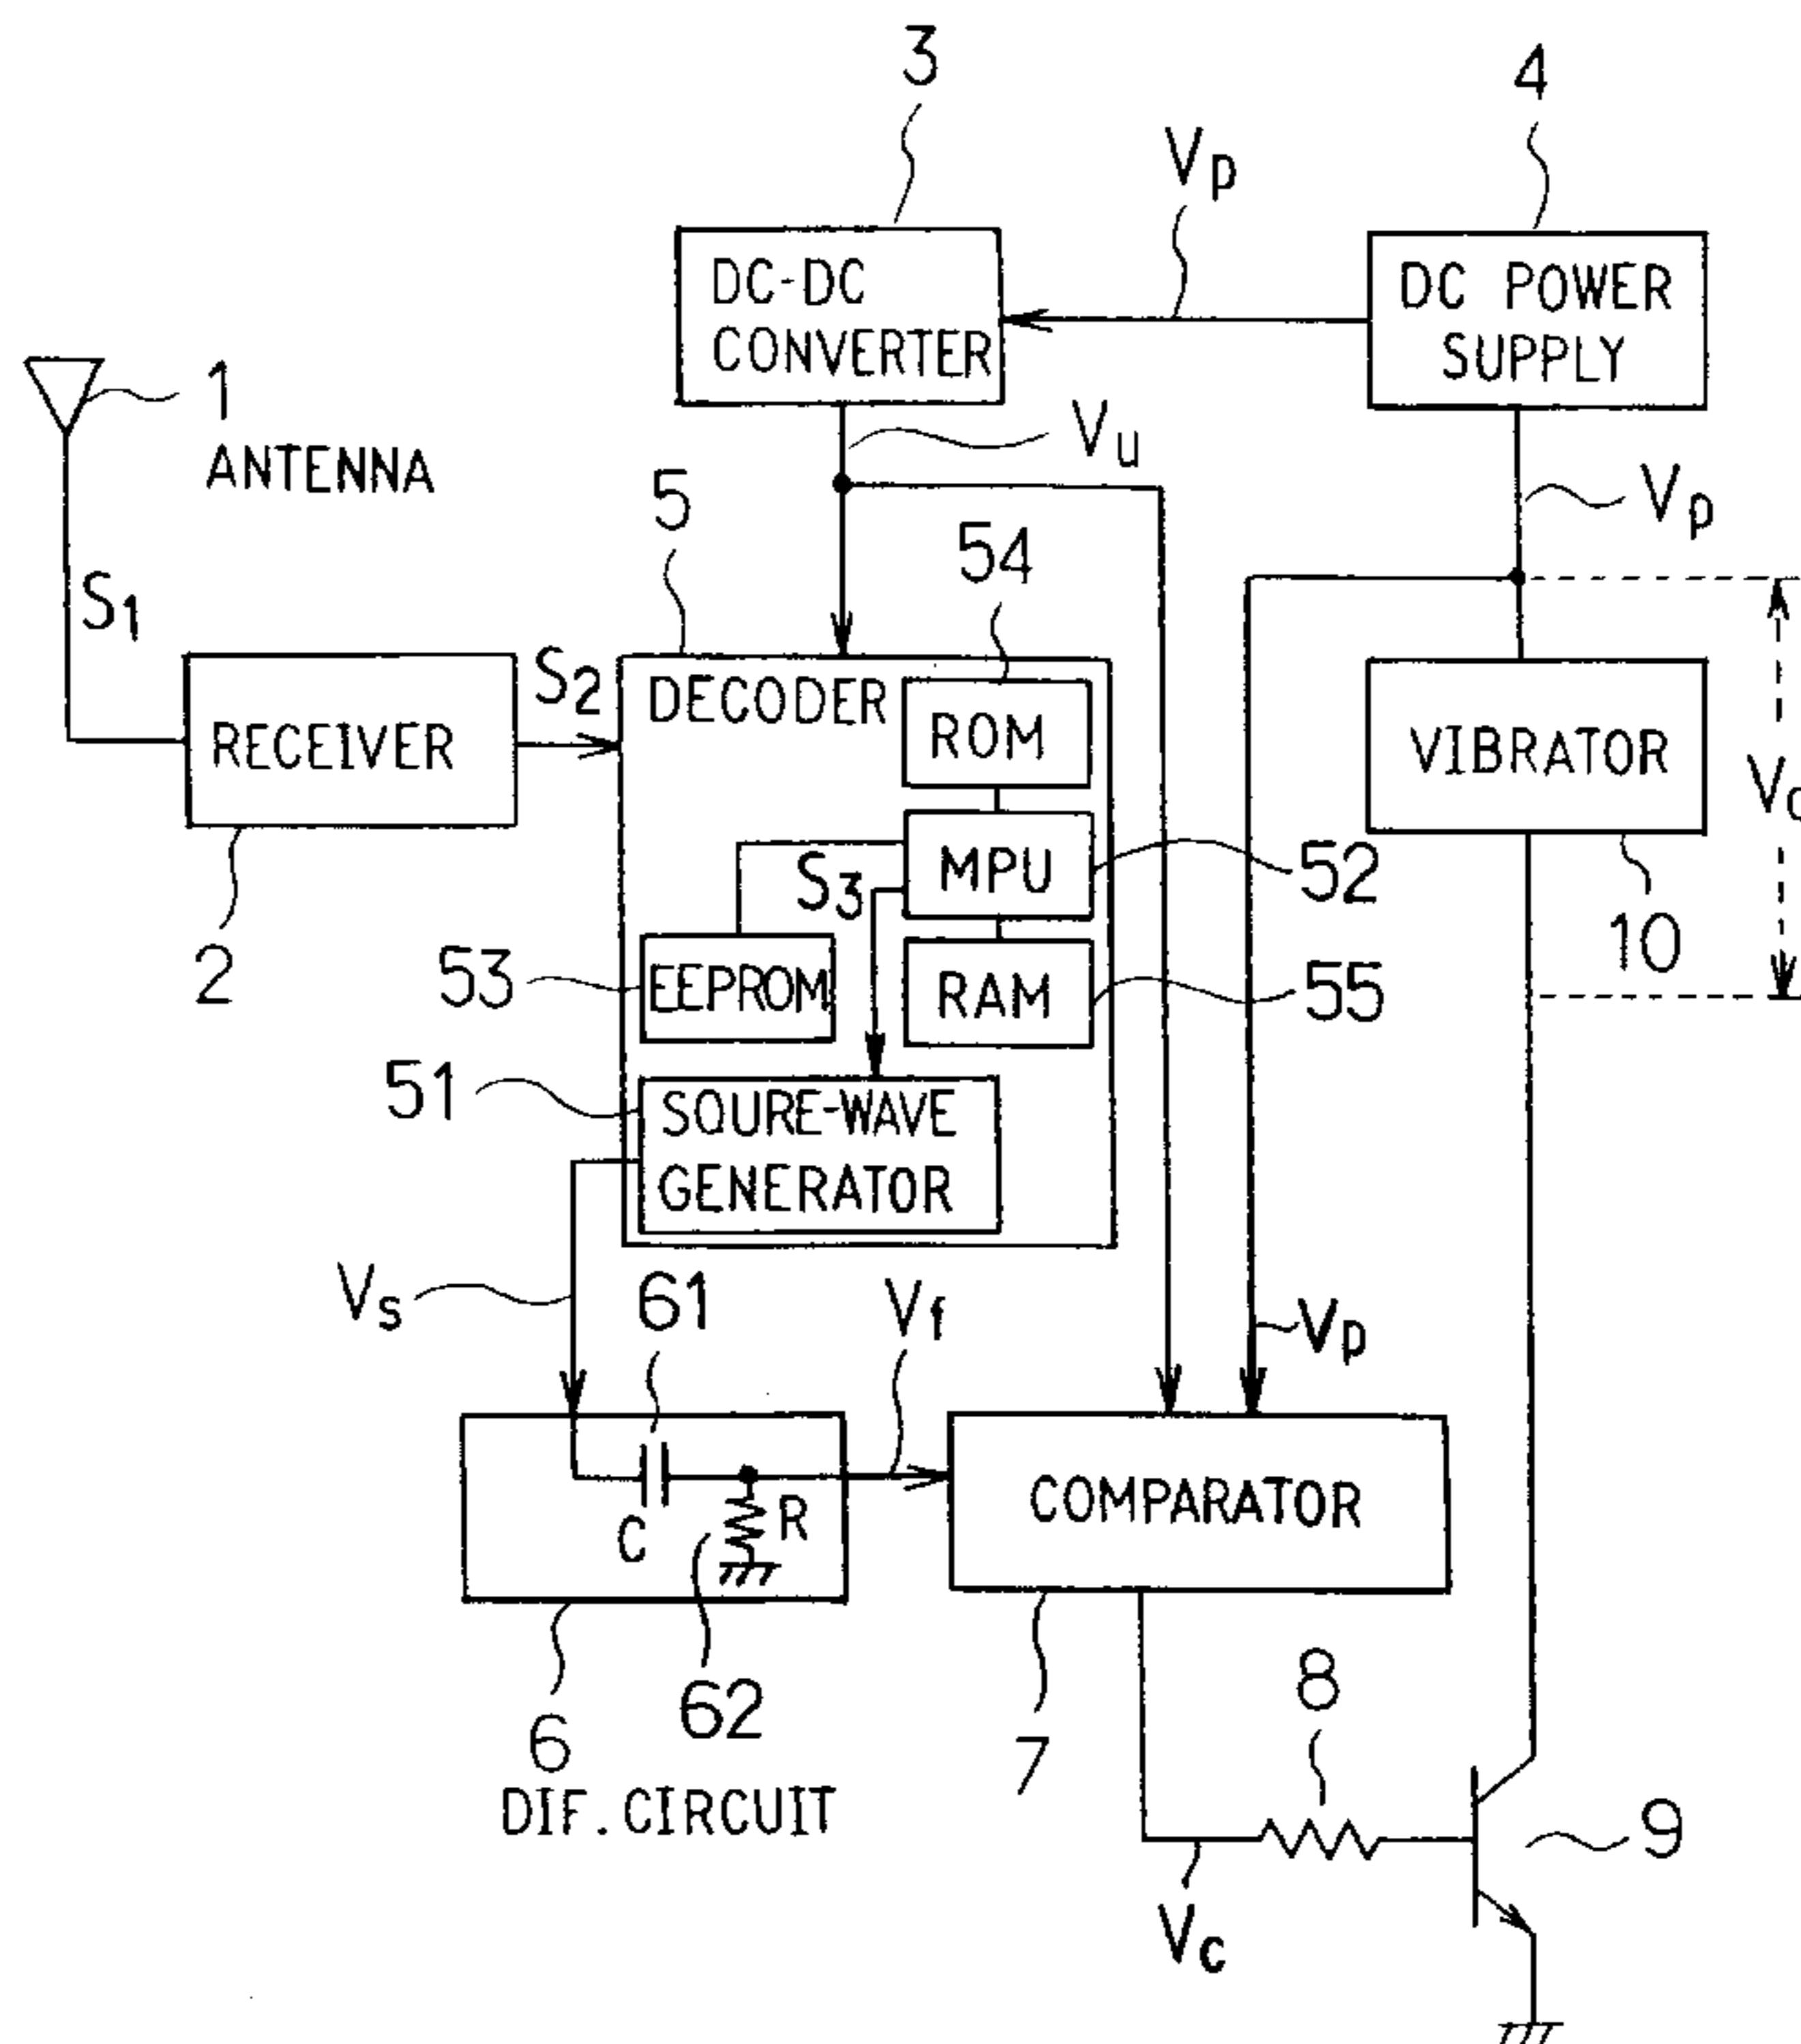 3
4
Vp
DC-DC
CONVERTER
DC POWER
SUPPLY
1
ANTENNA
Vu
Vp
5
54
S1
S2
RECEIVER
DECODER
ROM
VIBRATOR
S3
MPU
52
10
2
53
EEPROM
RAM
55
51
SQURE-WAVE
GENERATOR
Vs
61
Vf
Vp
C
R
COMPARATOR
6
62
7
8
DIF.CIRCUIT
9
Vc